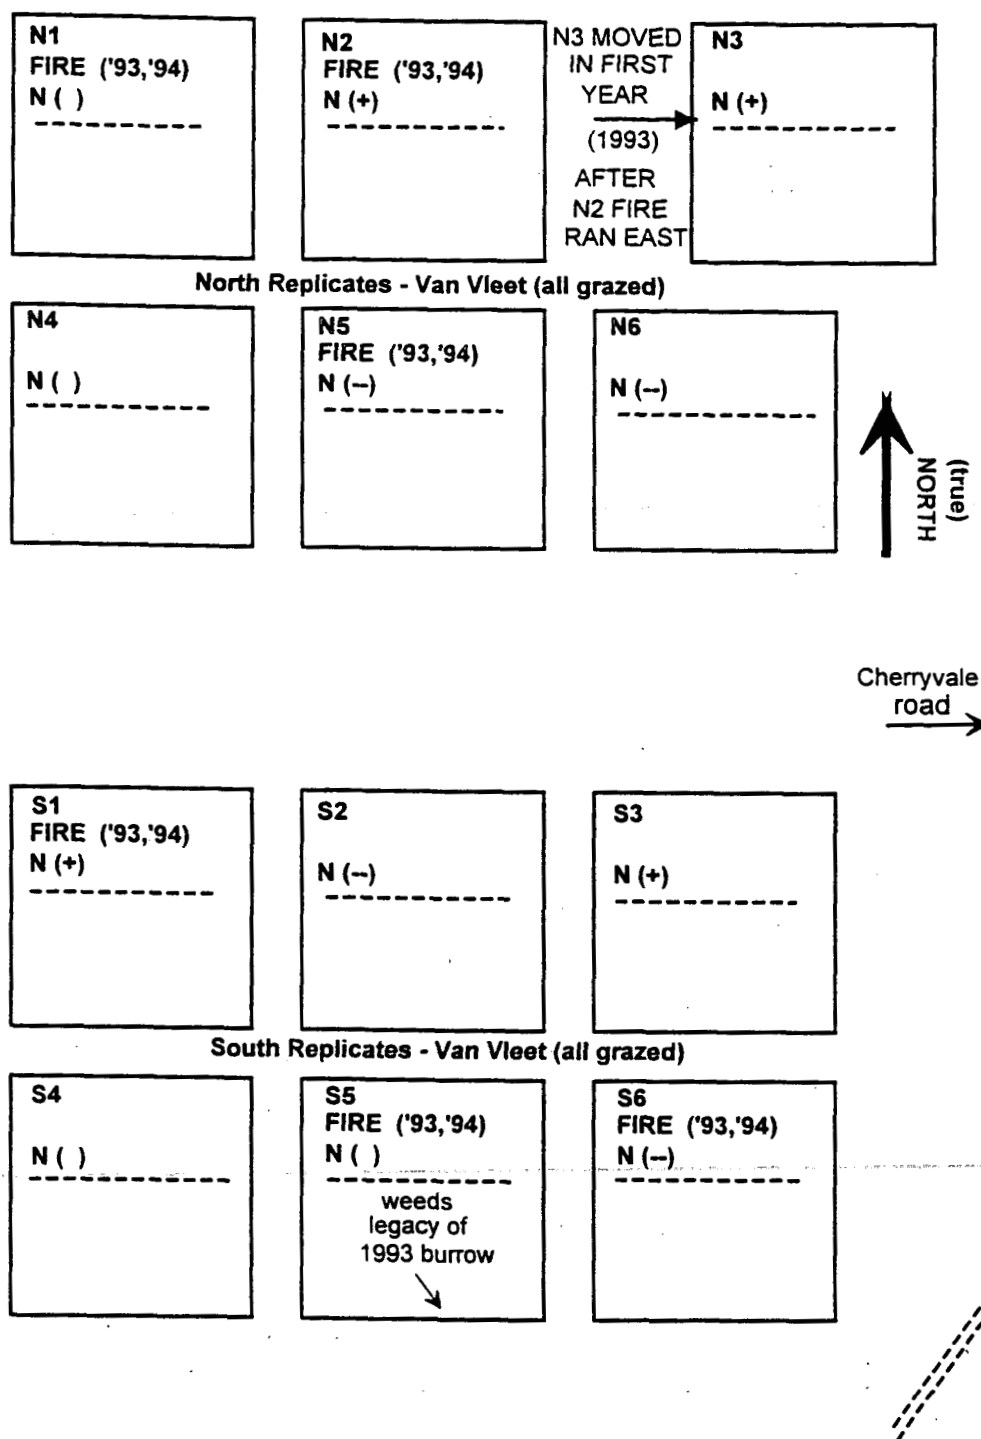 N1
FIRE ('93,'94)
N ( )
N2
FIRE ('93,'94)
N (+)
N3 MOVED
IN FIRST
YEAR
(1993)
AFTER
N2 FIRE
RAN EAST
N3
N (+)
North Replicates - Van Vleet (all grazed)
N4
N ( )
N5
FIRE ('93,'94)
N (--)
N6
N (--)
(true)
NORTH
Cherryvale
road
S1
FIRE ('93,'94)
N (+)
S2
N (--)
S3
N (+)
South Replicates - Van Vleet (all grazed)
S4
N ( )
S5
FIRE ('93,'94)
N ( )
weeds
legacy of
1993 burrow
S6
FIRE ('93,'94)
N (--)